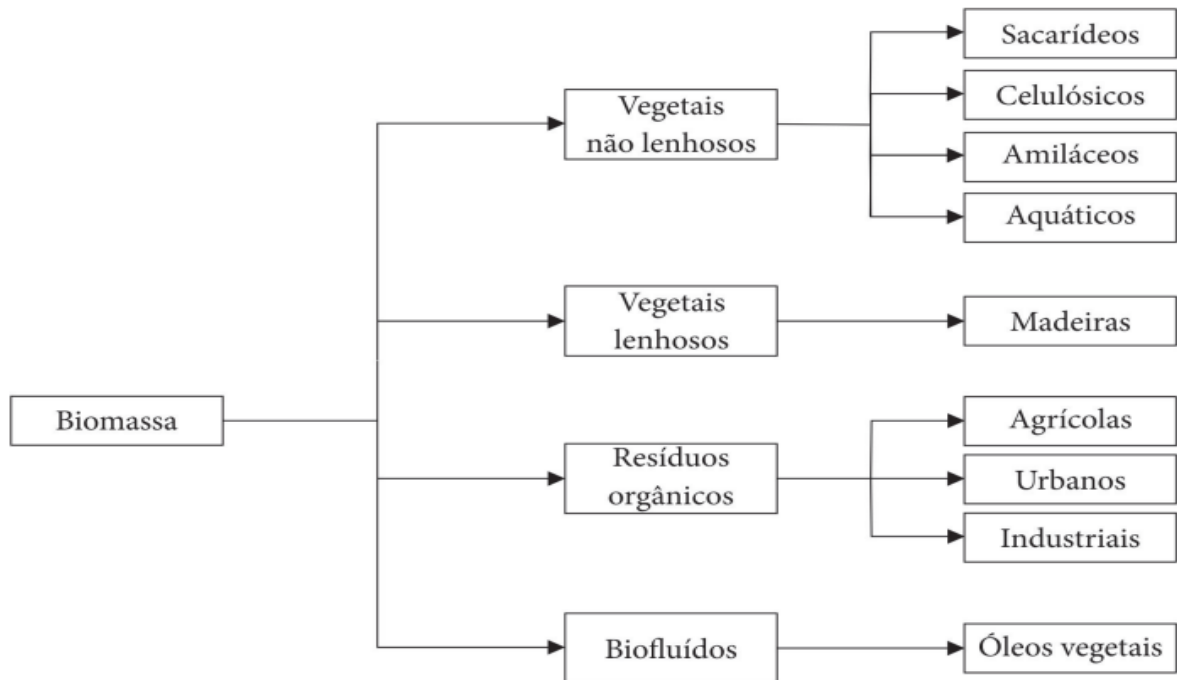 Biomassa
Vegetais
não lenhosos
Sacarídeos
Celulósicos
Amiláceos
Aquáticos
Vegetais
lenhosos
Madeiras
Resíduos
orgânicos
Agrícolas
Urbanos
Industriais
Biofluídos
Óleos vegetais